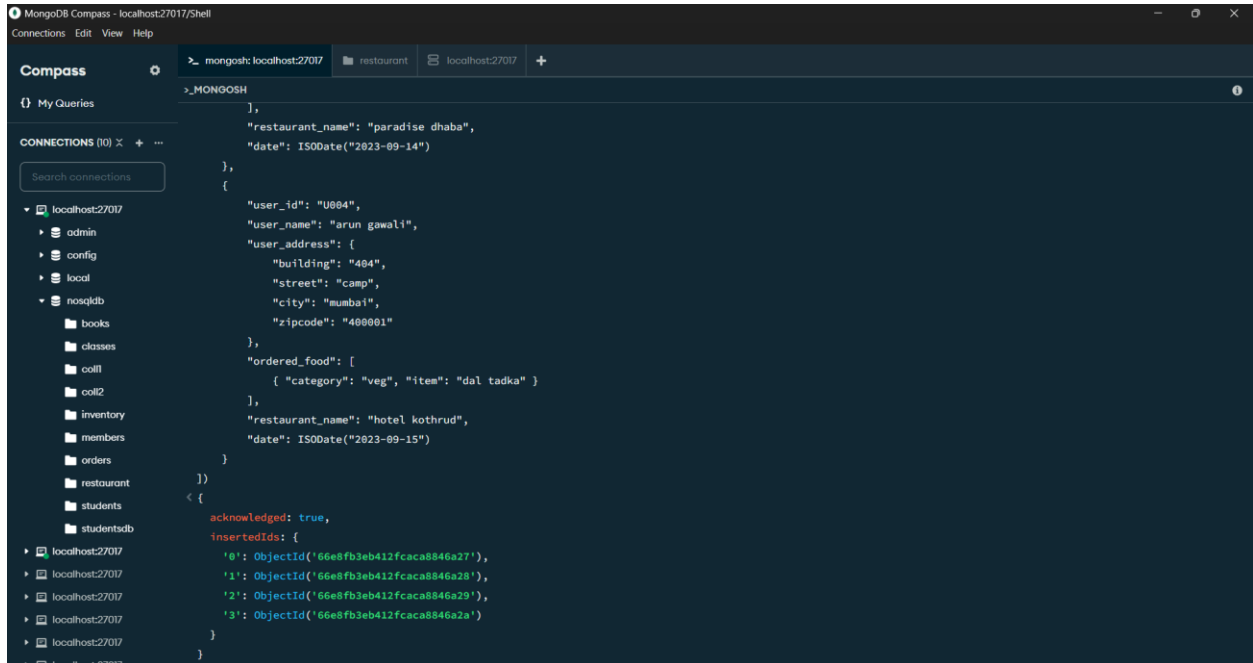 MongoDB Compass - localhost:27017/Shell
Connections Edit View Help
Compass
{} My Queries
CONNECTIONS (10)
Search connections
localhost:27017
admin
config
local
nosqldb
books
classes
coll1
coll2
inventory
members
orders
restaurant
students
studentsdb
localhost:27017
localhost:27017
localhost:27017
localhost:27017
localhost:27017
>_ mongosh: localhost:27017 restaurant localhost:27017 +
>_MONGOSH
],
"restaurant_name": "paradise dhaba",
"date": ISODate("2023-09-14")
},
{
"user_id": "U004",
"user_name": "arun gawali",
"user_address": {
"building": "404",
"street": "camp",
"city": "mumbai",
"zipcode": "400001"
},
"ordered_food": [
{ "category": "veg", "item": "dal tadka" }
],
"restaurant_name": "hotel kothrud",
"date": ISODate("2023-09-15")
}
])
< {
acknowledged: true,
insertedIds: {
'0': ObjectId('66e8fb3eb412fcaca8846a27'),
'1': ObjectId('66e8fb3eb412fcaca8846a28'),
'2': ObjectId('66e8fb3eb412fcaca8846a29'),
'3': ObjectId('66e8fb3eb412fcaca8846a2a')
}
}